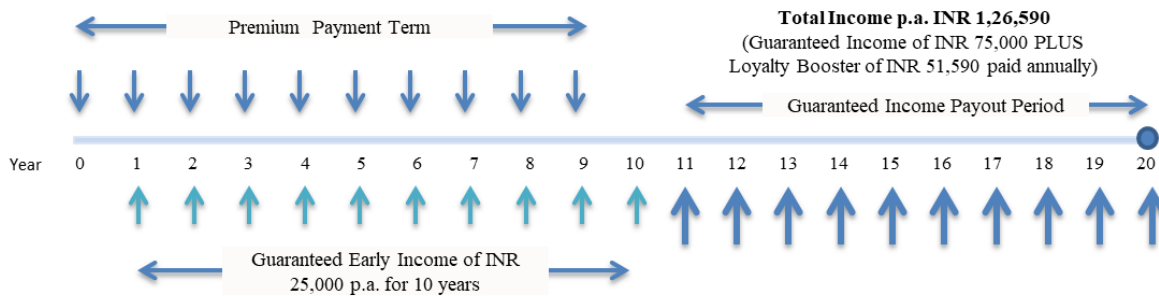 Premium Payment Term
Total Income p.a. INR 1,26,590
(Guaranteed Income of INR 75,000 PLUS
Loyalty Booster of INR 51,590 paid annually)
Guaranteed Income Payout Period
Year 0 1 2 3 4 5 6 7 8 9 10 11 12 13 14 15 16 17 18 19 20
Guaranteed Early Income of INR
25,000 p.a. for 10 years